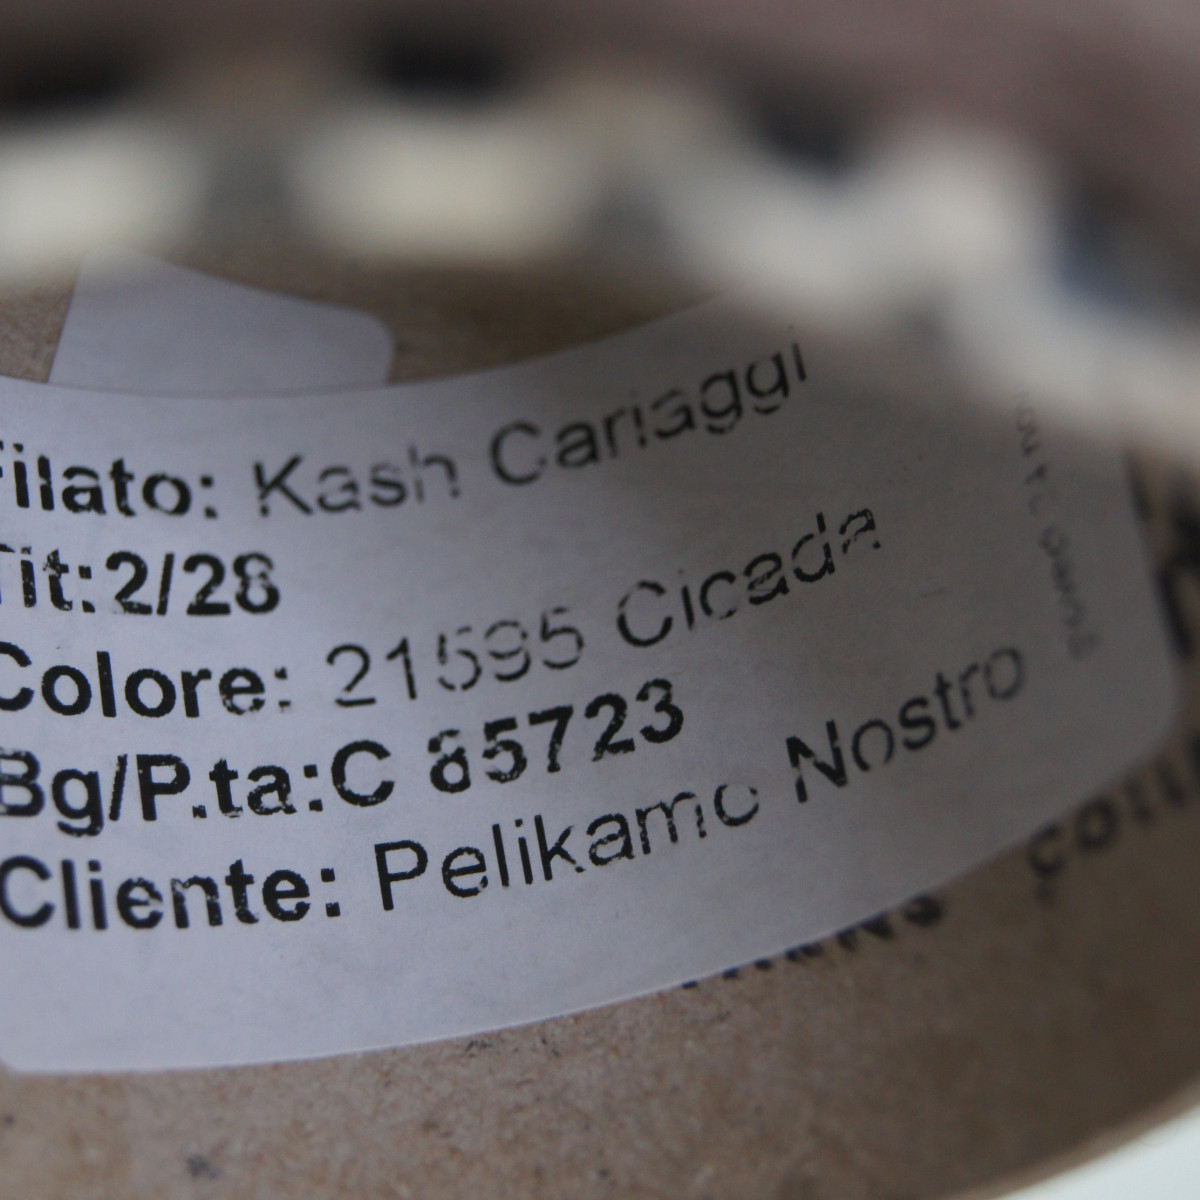 Filato: Kash Cariaggi
Tit:2/28
Colore: 21595 Cicada
Bg/P.ta:C 85723
Cliente: Pelikamo Nostro